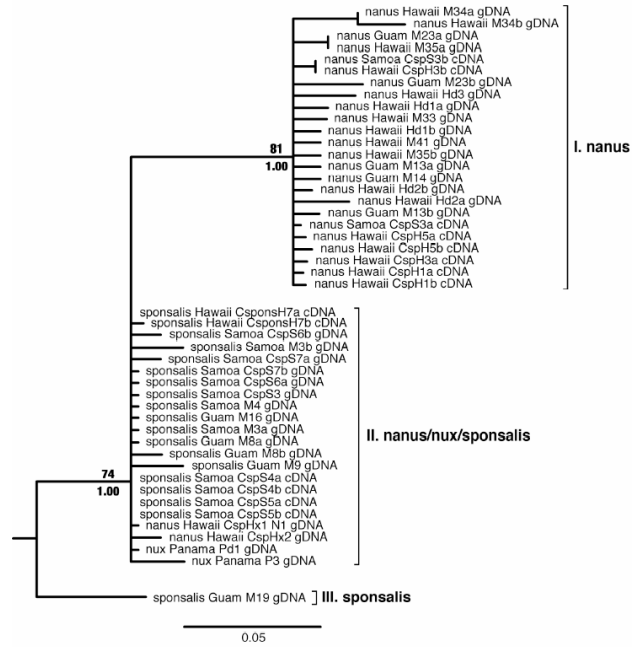 nanus Hawaii M34a gDNA
nanus Hawaii M34b gDNA
nanus Guam M23a gDNA
nanus Hawaii M35a gDNA
nanus Samoa CspS3b cDNA
nanus Hawaii CspH3b cDNA
nanus Guam M23b gDNA
nanus Hawaii Hd3 gDNA
nanus Hawaii Hd1a gDNA
nanus Hawaii M33 gDNA
nanus Hawaii Hd1b gDNA
nanus Hawaii M41 gDNA
nanus Hawaii M35b gDNA
nanus Guam M13a gDNA
nanus Guam M14 gDNA
nanus Hawaii Hd2b gDNA
nanus Hawaii Hd2a gDNA
nanus Guam M13b gDNA
nanus Samoa CspS3a cDNA
nanus Hawaii CspH5a cDNA
nanus Hawaii CspH5b cDNA
nanus Hawaii CspH3a cDNA
nanus Hawaii CspH1a cDNA
nanus Hawaii CspH1b cDNA
81
1.00
I. nanus
sponsalis Hawaii CsponsH7a cDNA
sponsalis Hawaii CsponsH7b cDNA
sponsalis Samoa CspS6b gDNA
sponsalis Samoa M3b gDNA
sponsalis Samoa CspS7a gDNA
sponsalis Samoa CspS7b gDNA
sponsalis Samoa CspS6a gDNA
sponsalis Samoa CspS3 gDNA
sponsalis Samoa M4 gDNA
sponsalis Guam M16 gDNA
sponsalis Samoa M3a gDNA
sponsalis Guam M8a gDNA
sponsalis Guam M8b gDNA
sponsalis Guam M9 gDNA
sponsalis Samoa CspS4a cDNA
sponsalis Samoa CspS4b cDNA
sponsalis Samoa CspS5a cDNA
sponsalis Samoa CspS5b cDNA
nanus Hawaii CspHx1 N1 gDNA
nanus Hawaii CspHx2 gDNA
nux Panama Pd1 gDNA
nux Panama P3 gDNA
74
1.00
II. nanus/nux/sponsalis
sponsalis Guam M19 gDNA
III. sponsalis
0.05